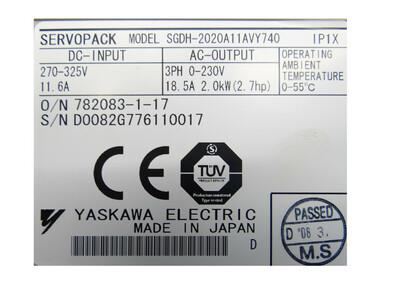 SERVOPACK MODEL SGDH-2020A11AVY740 IP1X
DC-INPUT AC-OUTPUT OPERATING AMBIENT TEMPERATURE 0-55°C
270-325V 3PH 0-230V
11.6A 18.5A 2.0kW(2.7hp)
O/N 782083-1-17
S/N D0082G776110017
CE
TÜV
YASKAWA ELECTRIC
MADE IN JAPAN D
PASSED
D '08 3.
M.S